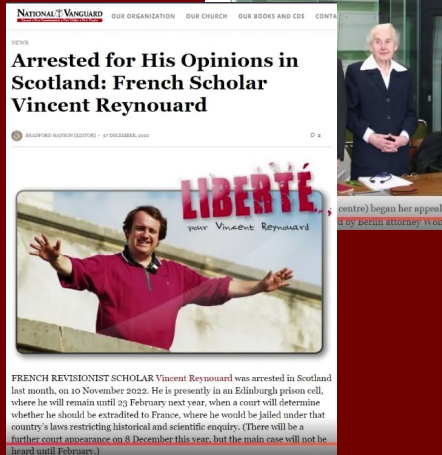 NATIONAL VANGUARD
OUR ORGANIZATION OUR CHURCH OUR BOOKS AND CDS CONTA
NEWS
Arrested for His Opinions in
Scotland: French Scholar
Vincent Reynouard
BRADFORD HANSON (EDITOR) - 27 DECEMBER, 2022
2
LIBERTÉ
pour Vincent Reynouard
FRENCH REVISIONIST SCHOLAR Vincent Reynouard was arrested in Scotland
last month, on 10 November 2022. He is presently in an Edinburgh prison cell,
where he will remain until 23 February next year, when a court will determine
whether he should be extradited to France, where he would be jailed under that
country's laws restricting historical and scientific enquiry. (There will be a
further court appearance on 8 December this year, but the main case will not be
heard until February.)
centre) began her appeal
d by Berlin attorney Wol